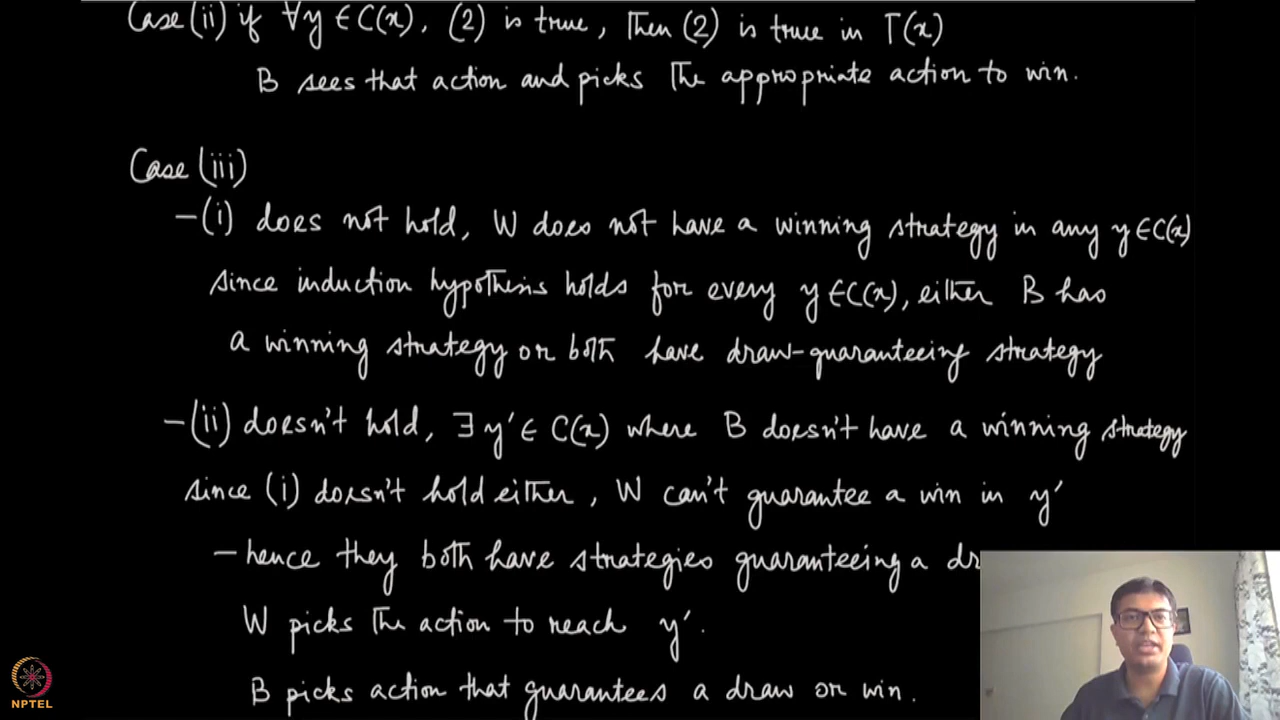 Case (ii) if ∀y ∈ C(x), (2) is true, Then (2) is true in Γ(x)
B sees that action and picks The appropriate action to win.
Case (iii)
—(i) does not hold, W does not have a winning strategy in any y ∈ C(x)
since induction hypothesis holds for every y ∈ C(x), either B has
a winning strategy or both have draw-guaranteeing strategy
—(ii) doesn't hold, ∃ y′ ∈ C(x) where B doesn't have a winning strategy
since (i) doesn't hold either, W can't guarantee a win in y′
— hence they both have strategies guaranteeing a
W picks The action to reach y′.
B picks action that guarantees a draw or win.
NPTEL